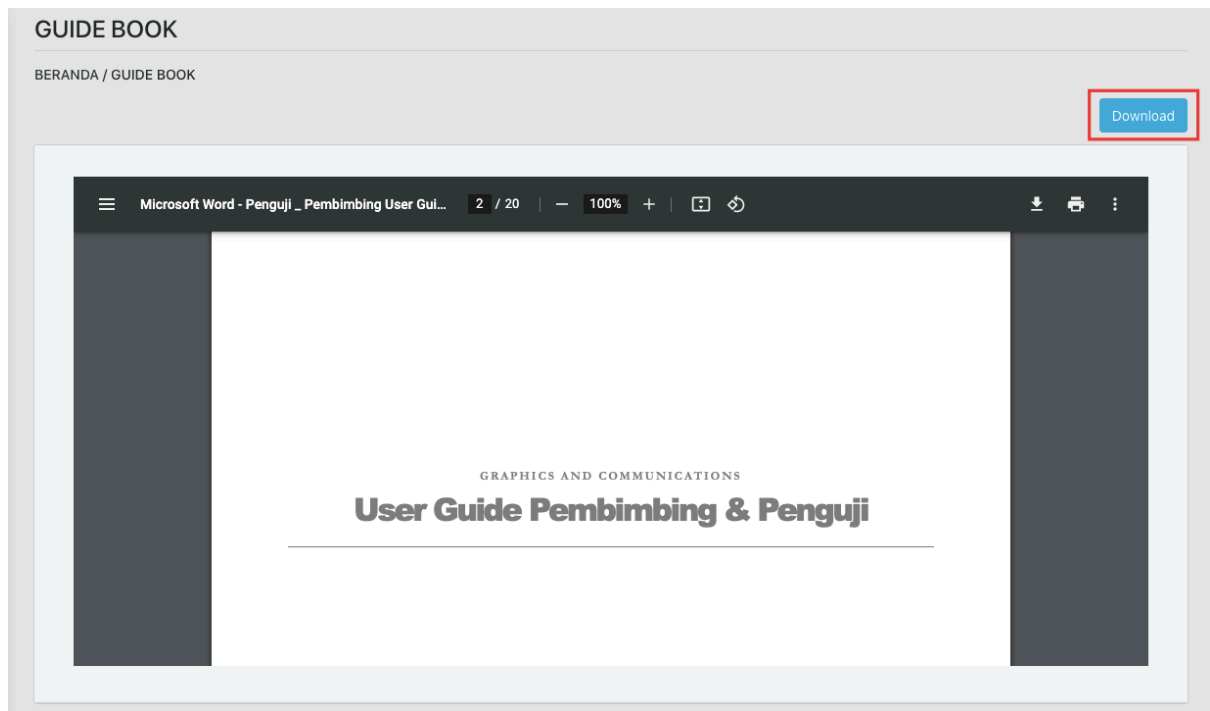 GUIDE BOOK
BERANDA / GUIDE BOOK
Download
Microsoft Word - Penguji _ Pembimbing User Gui... 2 / 20 | — 100% + |
GRAPHICS AND COMMUNICATIONS
User Guide Pembimbing & Penguji